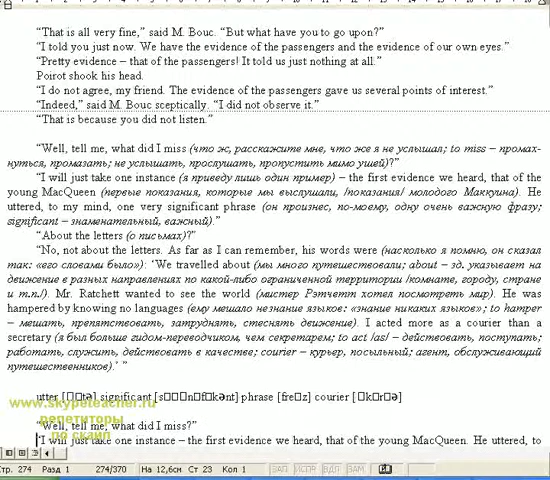 “That is all very fine,” said M. Bouc. “But what have you to go upon?”
“I told you just now. We have the evidence of the passengers and the evidence of our own eyes.”
“Pretty evidence – that of the passengers! It told us just nothing at all.”
Poirot shook his head.
“I do not agree, my friend. The evidence of the passengers gave us several points of interest.”
“Indeed,” said M. Bouc sceptically. “I did not observe it.”
“That is because you did not listen.”
“Well, tell me, what did I miss (что ж, расскажите мне, что же я не услышал; to miss – промах-
нуться, промазать; не услышать, прослушать, пропустить мимо ушей)?”
“I will just take one instance (я приведу лишь один пример) – the first evidence we heard, that of the
young MacQueen (первые показания, которые мы выслушали, /показания/ молодого Маккуина). He
uttered, to my mind, one very significant phrase (он произнес, по-моему, одну очень важную фразу;
significant – знаменательный, важный).”
“About the letters (о письмах)?”
“No, not about the letters. As far as I can remember, his words were (насколько я помню, он сказал
так: «его словами было»): ‘We travelled about (мы много путешествовали; about – зд. указывает на
движение в разных направлениях по какой-либо ограниченной территории /комнате, городу, стране
и т.п./). Mr. Ratchett wanted to see the world (мистер Рэтчетт хотел посмотреть мир). He was
hampered by knowing no languages (ему мешало незнание языков: «знание никаких языков»; to hamper
– мешать, препятствовать, затруднять, стеснять движение). I acted more as a courier than a
secretary (я был больше гидом-переводчиком, чем секретарем; to act /as/ – действовать, поступать;
работать, служить, действовать в качестве; courier – курьер, посыльный; агент, обслуживающий
путешественников).’ ”
utter [␣␣tə] significant [s␣␣␣n␣f␣kənt] phrase [fre␣z] courier [␣k␣r␣ə]
www.skypeteacher.ru
репетиторы
по скайп
“Well, tell me, what did I miss?”
“I will just take one instance – the first evidence we heard, that of the young MacQueen. He uttered, to
Стр. 274 Разд 1 274/370 На 12,6см Ст 23 Кол 1 ЗАП ИСПР ВДЛ ЗАМ